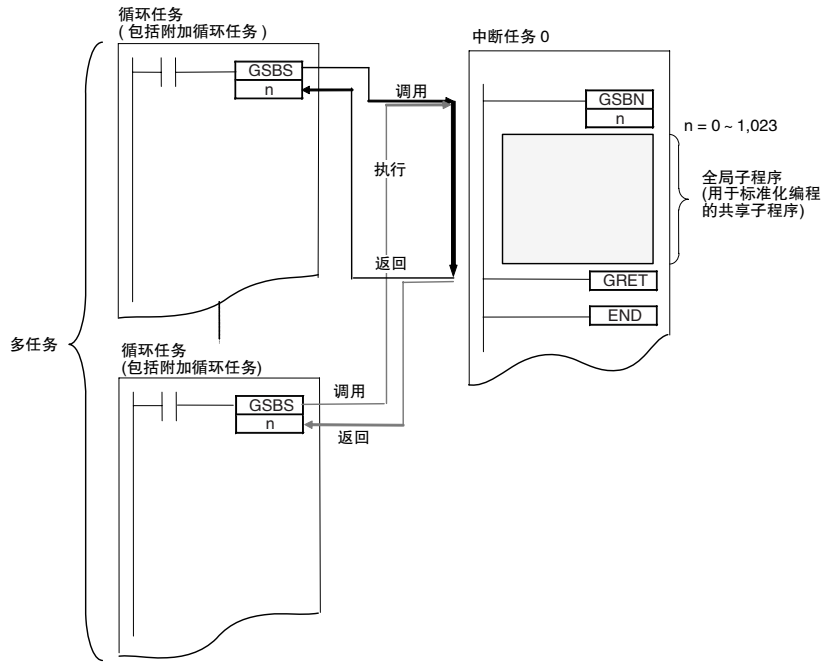 循环任务
( 包括附加循环任务 )
GSBS
n
调用
执行
返回
中断任务 0
GSBN
n
n = 0 ~ 1,023
全局子程序
(用于标准化编程
的共享子程序)
GRET
END
多任务
循环任务
(包括附加循环任务)
GSBS
n
调用
返回